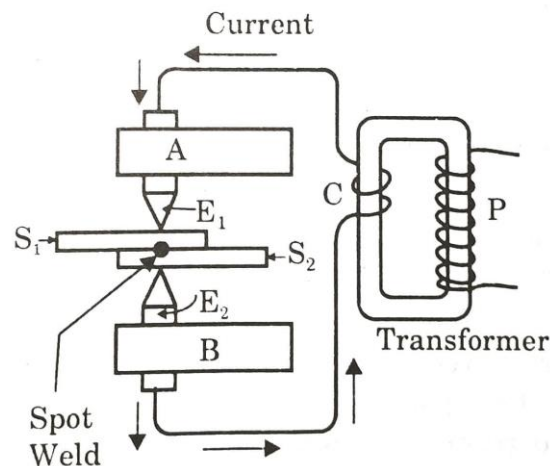 Current
A
E₁
C
P
S₁
S₂
E₂
B
Transformer
Spot
Weld